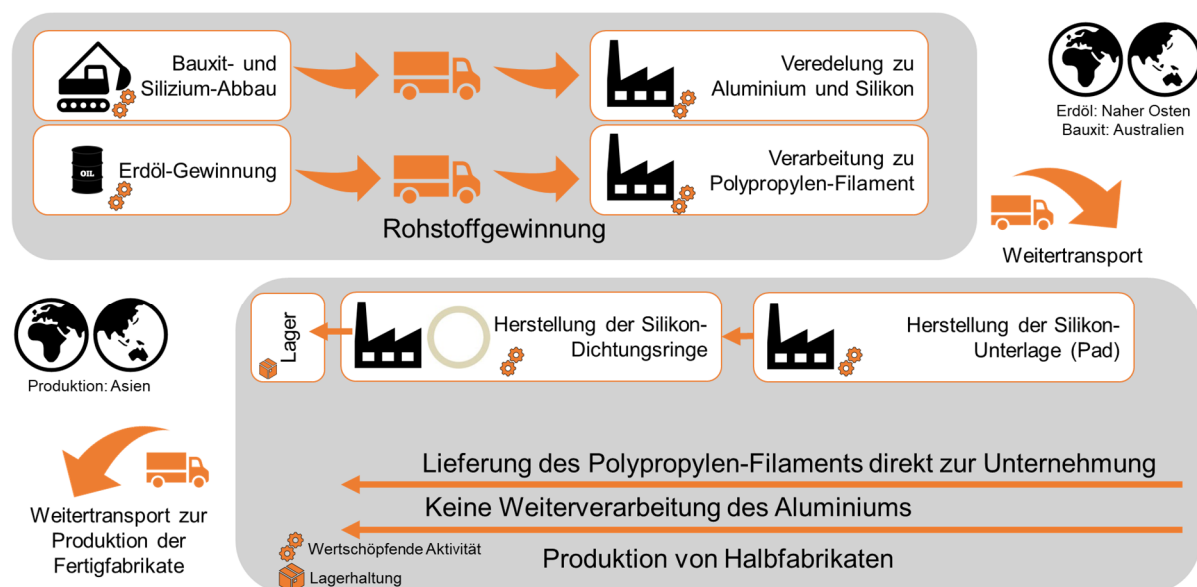 Bauxit- und
Silizium-Abbau
Veredelung zu
Aluminium und Silikon
OIL
Erdöl-Gewinnung
Verarbeitung zu
Polypropylen-Filament
Rohstoffgewinnung
Erdöl: Naher Osten
Bauxit: Australien
Weitertransport
Lager
Herstellung der Silikon-
Dichtungsringe
Herstellung der Silikon-
Unterlage (Pad)
Produktion: Asien
Lieferung des Polypropylen-Filaments direkt zur Unternehmung
Keine Weiterverarbeitung des Aluminiums
Weitertransport zur
Produktion der
Fertigfabrikate
Wertschöpfende Aktivität
Lagerhaltung
Produktion von Halbfabrikaten